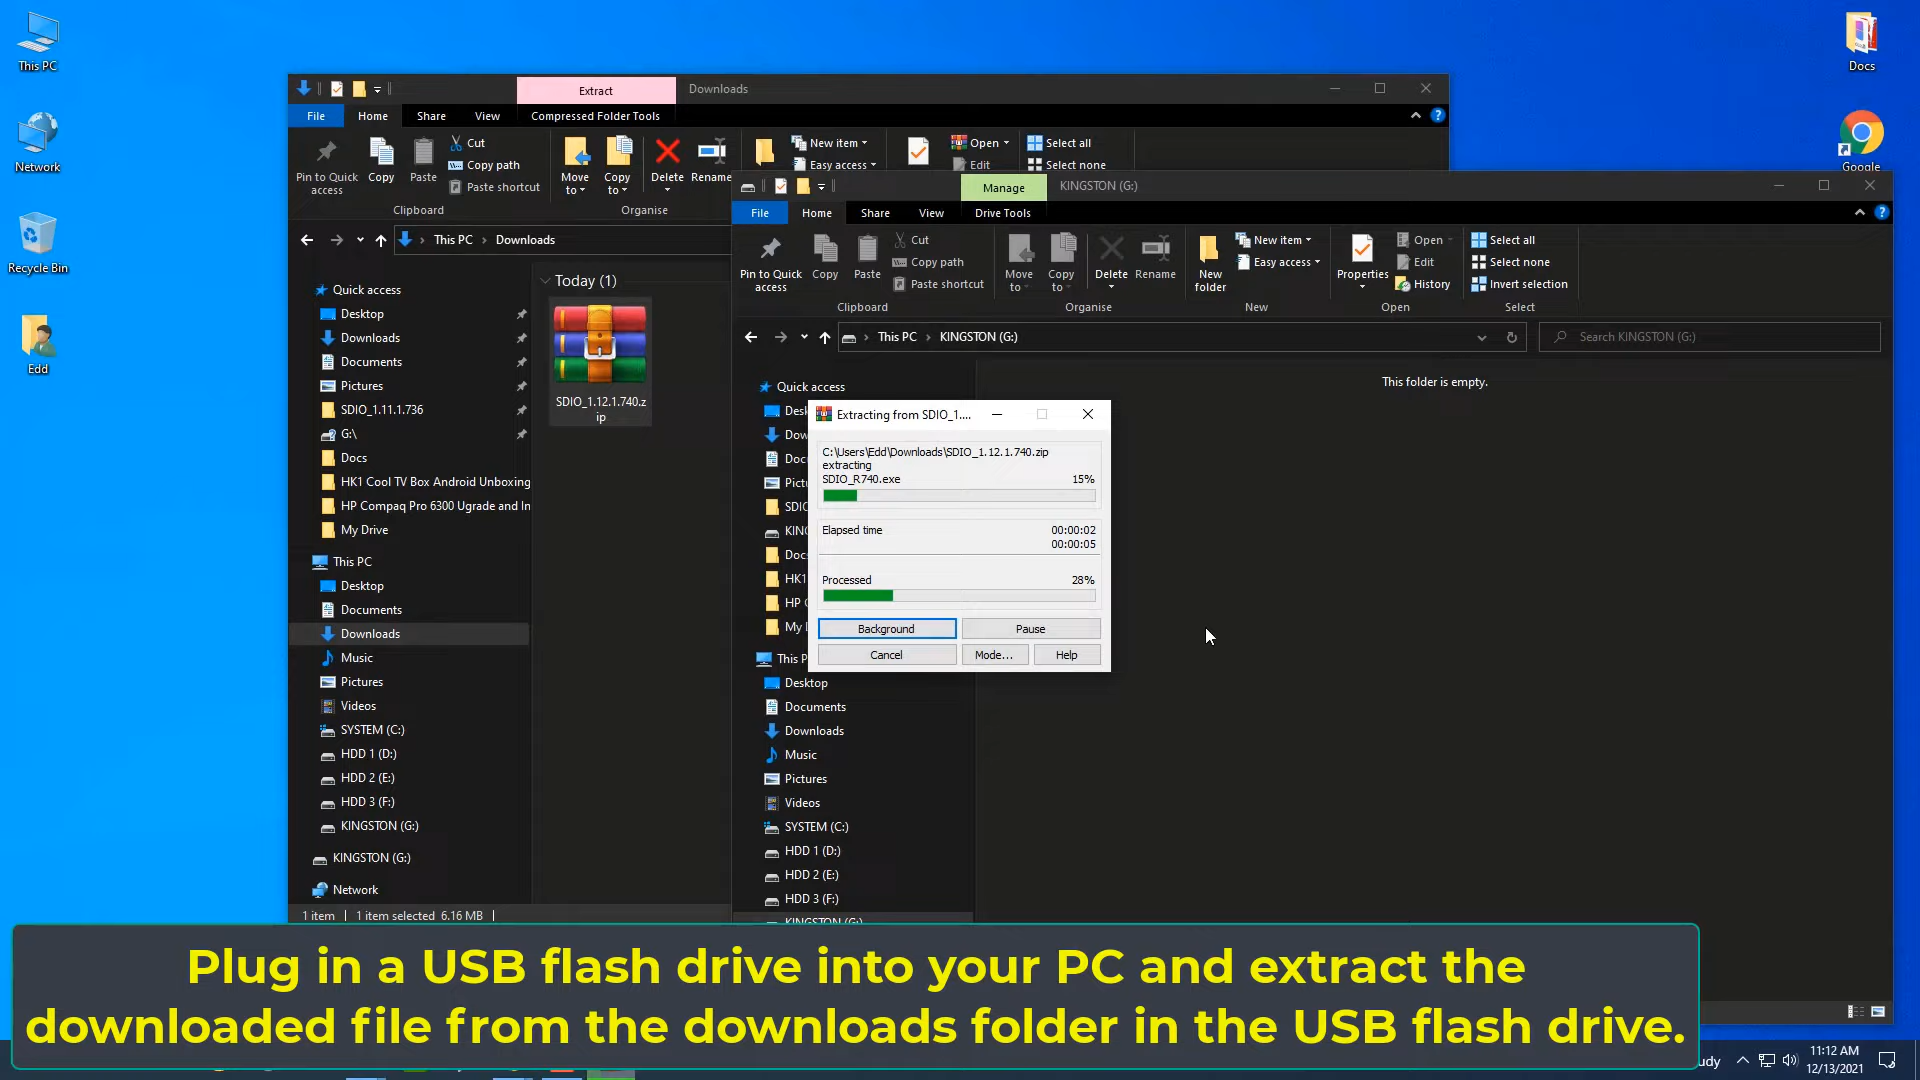 This PC
Network
Recycle Bin
Edd
Docs
Google
Extract
Downloads
File
Home
Share
View
Compressed Folder Tools
Pin to Quick access
Copy
Paste
Cut
Copy path
Paste shortcut
Clipboard
Move to
Copy to
Delete
Rename
Organise
New item
Easy access
Open
Edit
Select all
Select none
This PC
Downloads
Quick access
Desktop
Downloads
Documents
Pictures
SDIO_1.11.1.736
G:\
Docs
HK1 Cool TV Box Android Unboxing
HP Compaq Pro 6300 Ugrade and In
My Drive
This PC
Desktop
Documents
Downloads
Music
Pictures
Videos
SYSTEM (C:)
HDD 1 (D:)
HDD 2 (E:)
HDD 3 (F:)
KINGSTON (G:)
KINGSTON (G:)
Network
1 item
1 item selected 6.16 MB
Today (1)
SDIO_1.12.1.740.z
ip
Manage
KINGSTON (G:)
File
Home
Share
View
Drive Tools
Pin to Quick
access
Copy
Paste
Cut
Copy path
Paste shortcut
Clipboard
Move
to
Copy
to
Delete
Rename
Organise
New
folder
New item
Easy access
New
Properties
Open
Edit
History
Open
Select all
Select none
Invert selection
Select
This PC
KINGSTON (G:)
Search KINGSTON (G:)
This folder is empty.
Quick access
Desk
Dow
Doc
Pictu
SDIO
KIN
Docs
HK1
HP C
My
This P
Desktop
Documents
Downloads
Music
Pictures
Videos
SYSTEM (C:)
HDD 1 (D:)
HDD 2 (E:)
HDD 3 (F:)
KINGSTON (G:)
Extracting from SDIO_1....
C:\Users\Edd\Downloads\SDIO_1.12.1.740.zip
extracting
SDIO_R740.exe 15%
Elapsed time 00:00:02
00:00:05
Processed 28%
Background
Pause
Cancel
Mode...
Help
Plug in a USB flash drive into your PC and extract the
downloaded file from the downloads folder in the USB flash drive.
udy
11:12 AM
12/13/2021